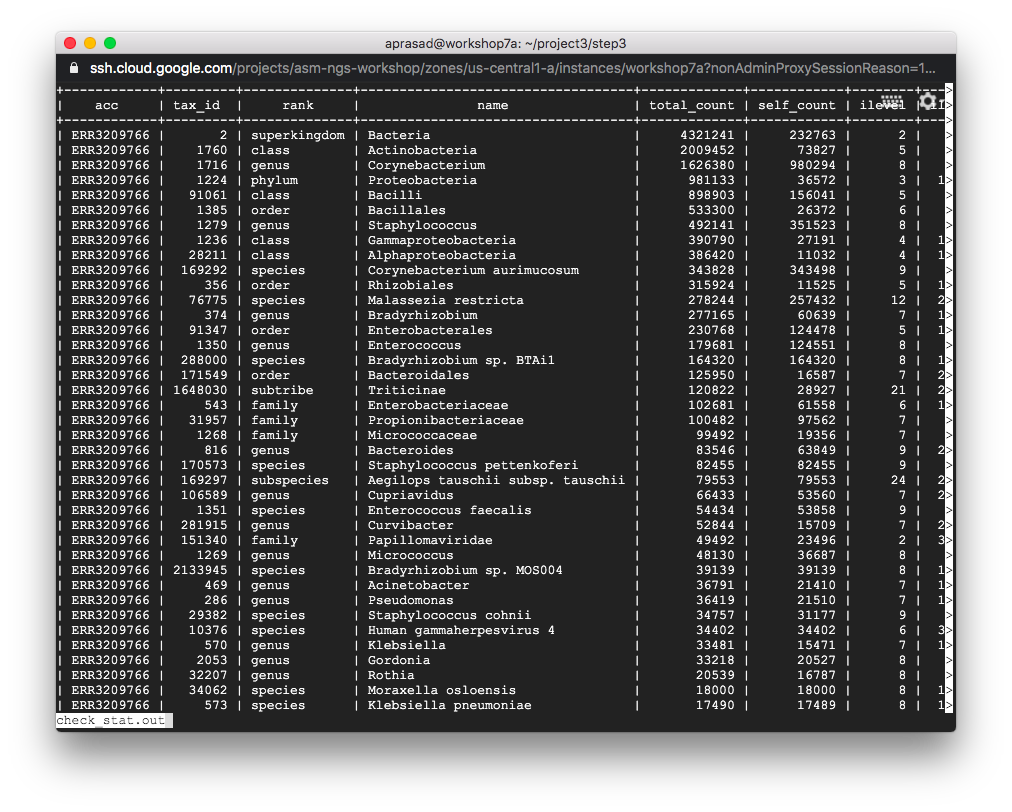 aprasad@workshop7a: ~/project3/step3
ssh.cloud.google.com/projects/asm-ngs-workshop/zones/us-central1-a/instances/workshop7a?nonAdminProxySessionReason=1...
+-----------+---------+--------------+-----------------------------------+-------------+------------+--------+--->
| acc | tax_id | rank | name | total_count | self_count | ilevel | il>
+-----------+---------+--------------+-----------------------------------+-------------+------------+--------+--->
| ERR3209766 | 2 | superkingdom | Bacteria | 4321241 | 232763 | 2 | >
| ERR3209766 | 1760 | class | Actinobacteria | 2009452 | 73827 | 5 | >
| ERR3209766 | 1716 | genus | Corynebacterium | 1626380 | 980294 | 8 | >
| ERR3209766 | 1224 | phylum | Proteobacteria | 981133 | 36572 | 3 | 1>
| ERR3209766 | 91061 | class | Bacilli | 898903 | 156041 | 5 | >
| ERR3209766 | 1385 | order | Bacillales | 533300 | 26372 | 6 | >
| ERR3209766 | 1279 | genus | Staphylococcus | 492141 | 351523 | 8 | >
| ERR3209766 | 1236 | class | Gammaproteobacteria | 390790 | 27191 | 4 | 1>
| ERR3209766 | 28211 | class | Alphaproteobacteria | 386420 | 11032 | 4 | 1>
| ERR3209766 | 169292 | species | Corynebacterium aurimucosum | 343828 | 343498 | 9 | >
| ERR3209766 | 356 | order | Rhizobiales | 315924 | 11525 | 5 | 1>
| ERR3209766 | 76775 | species | Malassezia restricta | 278244 | 257432 | 12 | 2>
| ERR3209766 | 374 | genus | Bradyrhizobium | 277165 | 60639 | 7 | 1>
| ERR3209766 | 91347 | order | Enterobacterales | 230768 | 124478 | 5 | 1>
| ERR3209766 | 1350 | genus | Enterococcus | 179681 | 124551 | 8 | >
| ERR3209766 | 288000 | species | Bradyrhizobium sp. BTAi1 | 164320 | 164320 | 8 | 1>
| ERR3209766 | 171549 | order | Bacteroidales | 125950 | 16587 | 7 | 2>
| ERR3209766 | 1648030 | subtribe | Triticinae | 120822 | 28927 | 21 | 2>
| ERR3209766 | 543 | family | Enterobacteriaceae | 102681 | 61558 | 6 | 1>
| ERR3209766 | 31957 | family | Propionibacteriaceae | 100482 | 97562 | 7 | >
| ERR3209766 | 1268 | family | Micrococcaceae | 99492 | 19356 | 7 | >
| ERR3209766 | 816 | genus | Bacteroides | 83546 | 63849 | 9 | 2>
| ERR3209766 | 170573 | species | Staphylococcus pettenkoferi | 82455 | 82455 | 9 | >
| ERR3209766 | 169297 | subspecies | Aegilops tauschii subsp. tauschii | 79553 | 79553 | 24 | 2>
| ERR3209766 | 106589 | genus | Cupriavidus | 66433 | 53560 | 7 | 2>
| ERR3209766 | 1351 | species | Enterococcus faecalis | 54434 | 53858 | 9 | >
| ERR3209766 | 281915 | genus | Curvibacter | 52844 | 15709 | 7 | 2>
| ERR3209766 | 151340 | family | Papillomaviridae | 49492 | 23496 | 2 | 3>
| ERR3209766 | 1269 | genus | Micrococcus | 48130 | 36687 | 8 | >
| ERR3209766 | 2133945 | species | Bradyrhizobium sp. MOS004 | 39139 | 39139 | 8 | 1>
| ERR3209766 | 469 | genus | Acinetobacter | 36791 | 21410 | 7 | 1>
| ERR3209766 | 286 | genus | Pseudomonas | 36419 | 21510 | 7 | 1>
| ERR3209766 | 29382 | species | Staphylococcus cohnii | 34757 | 31177 | 9 | >
| ERR3209766 | 10376 | species | Human gammaherpesvirus 4 | 34402 | 34402 | 6 | 3>
| ERR3209766 | 570 | genus | Klebsiella | 33481 | 15471 | 7 | 1>
| ERR3209766 | 2053 | genus | Gordonia | 33218 | 20527 | 8 | >
| ERR3209766 | 32207 | genus | Rothia | 20539 | 16787 | 8 | >
| ERR3209766 | 34062 | species | Moraxella osloensis | 18000 | 18000 | 8 | 1>
| ERR3209766 | 573 | species | Klebsiella pneumoniae | 17490 | 17489 | 8 | 1>
check_stat.out